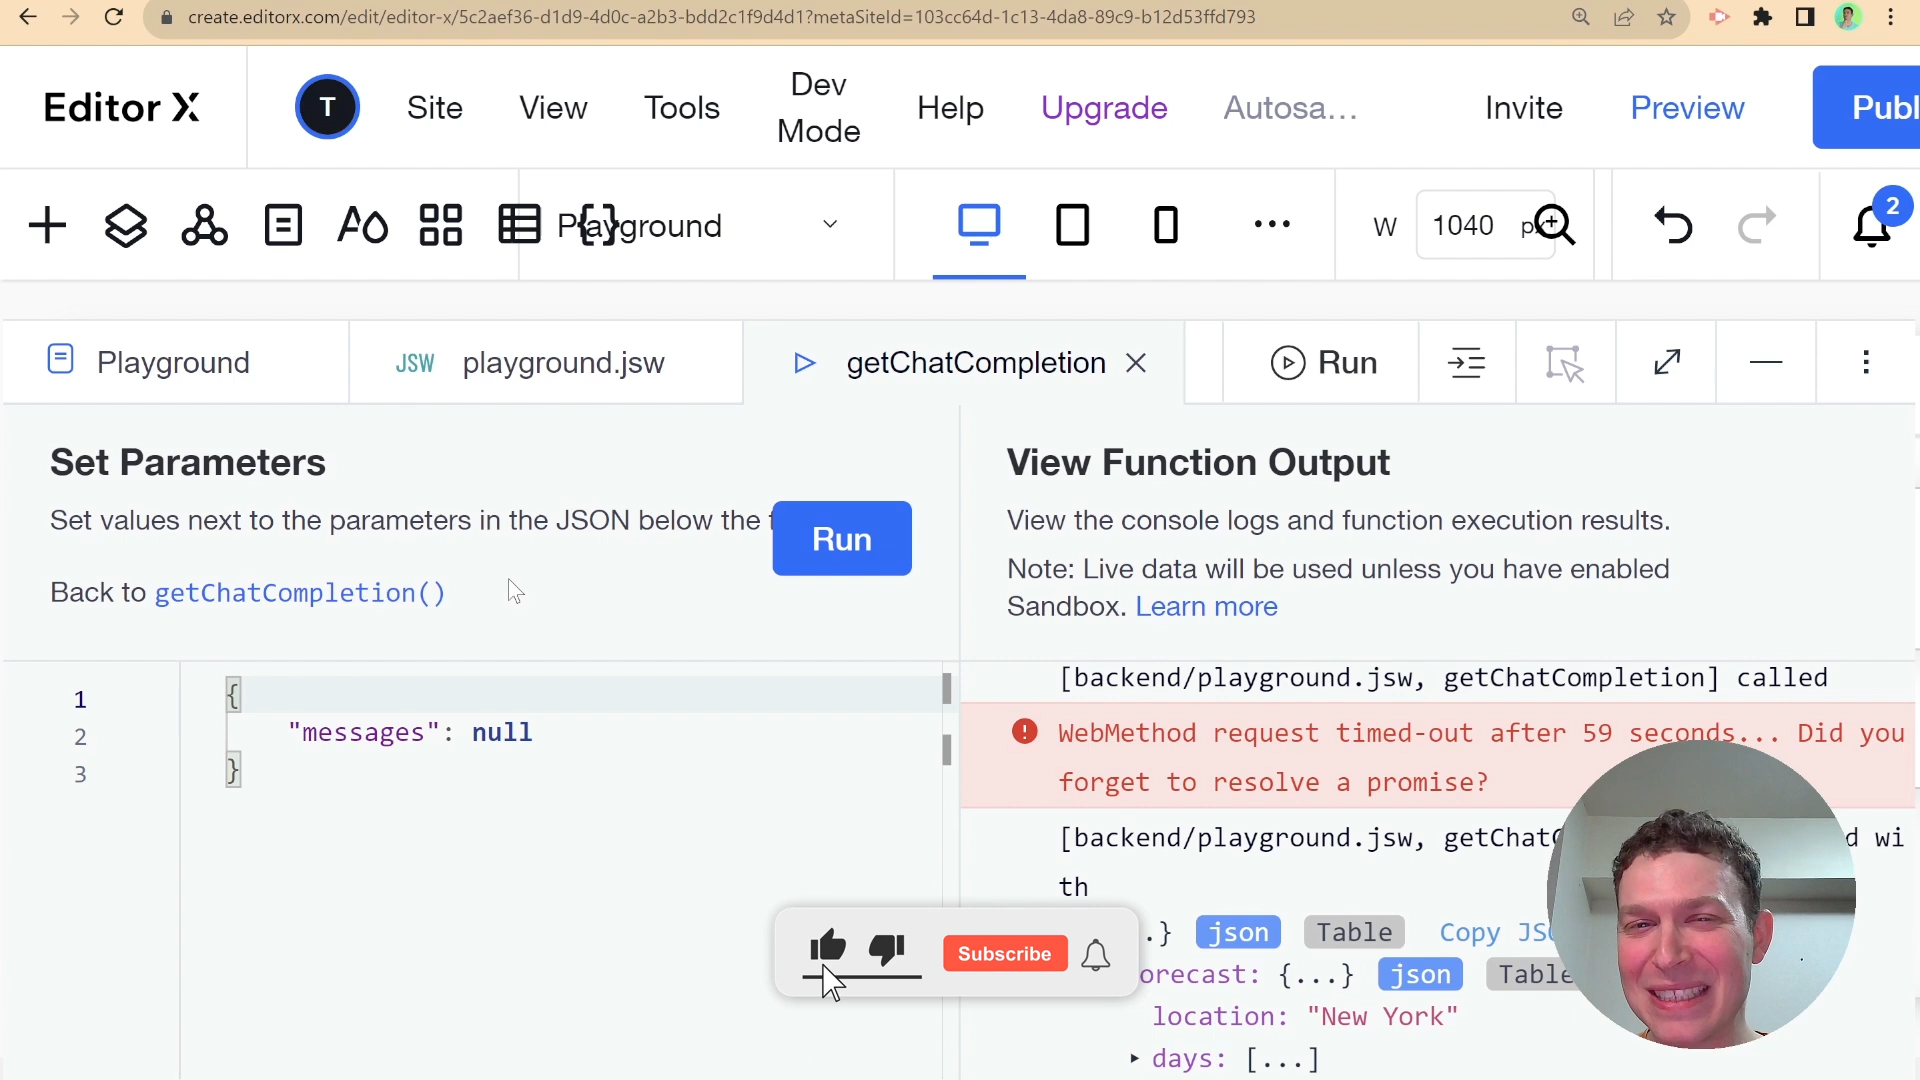 create.editorx.com/edit/editor-x/5c2aef36-d1d9-4d0c-a2b3-bdd2c1f9d4d1?metaSiteId=103cc64d-1c13-4da8-89c9-b12d53ffd793
Editor X
T
Site
View
Tools
Dev
Mode
Help
Upgrade
Autosa...
Invite
Preview
Publ
Playground
W
1040
2
Playground
JSW
playground.jsw
getChatCompletion
Run
Set Parameters
Set values next to the parameters in the JSON below the
Run
Back to getChatCompletion()
1 {
2 "messages": null
3 }
View Function Output
View the console logs and function execution results.
Note: Live data will be used unless you have enabled
Sandbox. Learn more
[backend/playground.jsw, getChatCompletion] called
WebMethod request timed-out after 59 seconds... Did you
forget to resolve a promise?
[backend/playground.jsw, getChatC d wi
th
.} json Table Copy JS
orecast: {...} json Table
location: "New York"
days: [...]
Subscribe